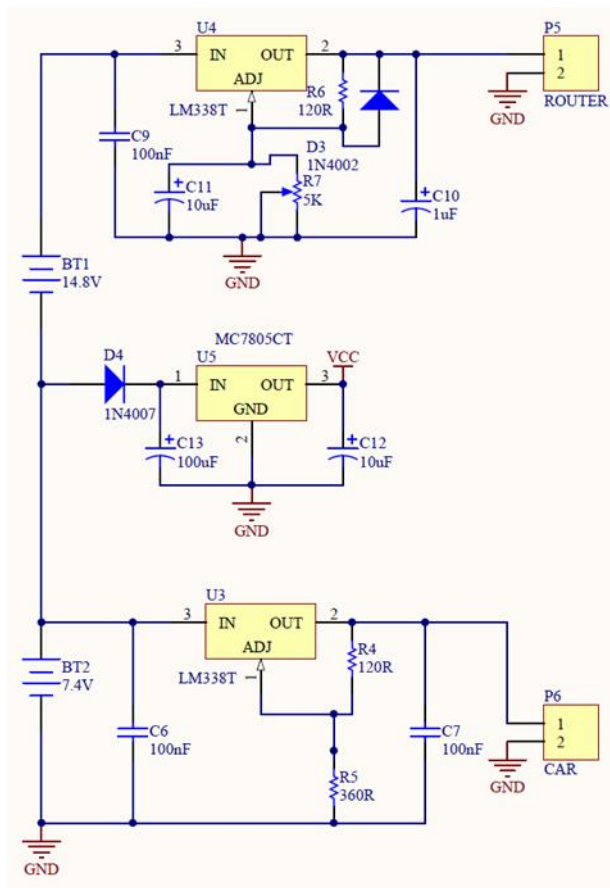 U4
3
IN
OUT
2
ADJ
LM338T
1
R6
120R
P5
1
2
ROUTER
GND
C9
100nF
D3
1N4002
C11
10uF
R7
5K
C10
1uF
GND
BT1
14.8V
MC7805CT
D4
1N4007
U5
1
IN
OUT
3
VCC
GND
2
C13
100uF
C12
10uF
GND
U3
3
IN
OUT
2
ADJ
LM338T
1
R4
120R
BT2
7.4V
C6
100nF
C7
100nF
P6
1
2
CAR
GND
R5
360R
GND